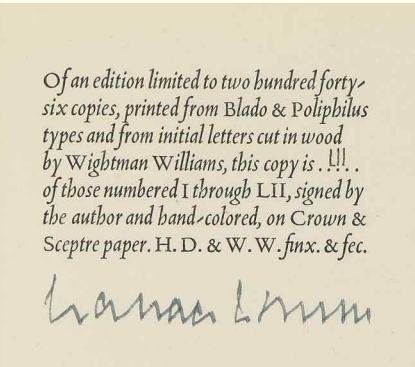 Of an edition limited to two hundred forty-
six copies, printed from Blado & Poliphilus
types and from initial letters cut in wood
by Wightman Williams, this copy is . LII. .
of those numbered I through LII, signed by
the author and hand-colored, on Crown &
Sceptre paper. H. D. & W. W. finx. & fec.